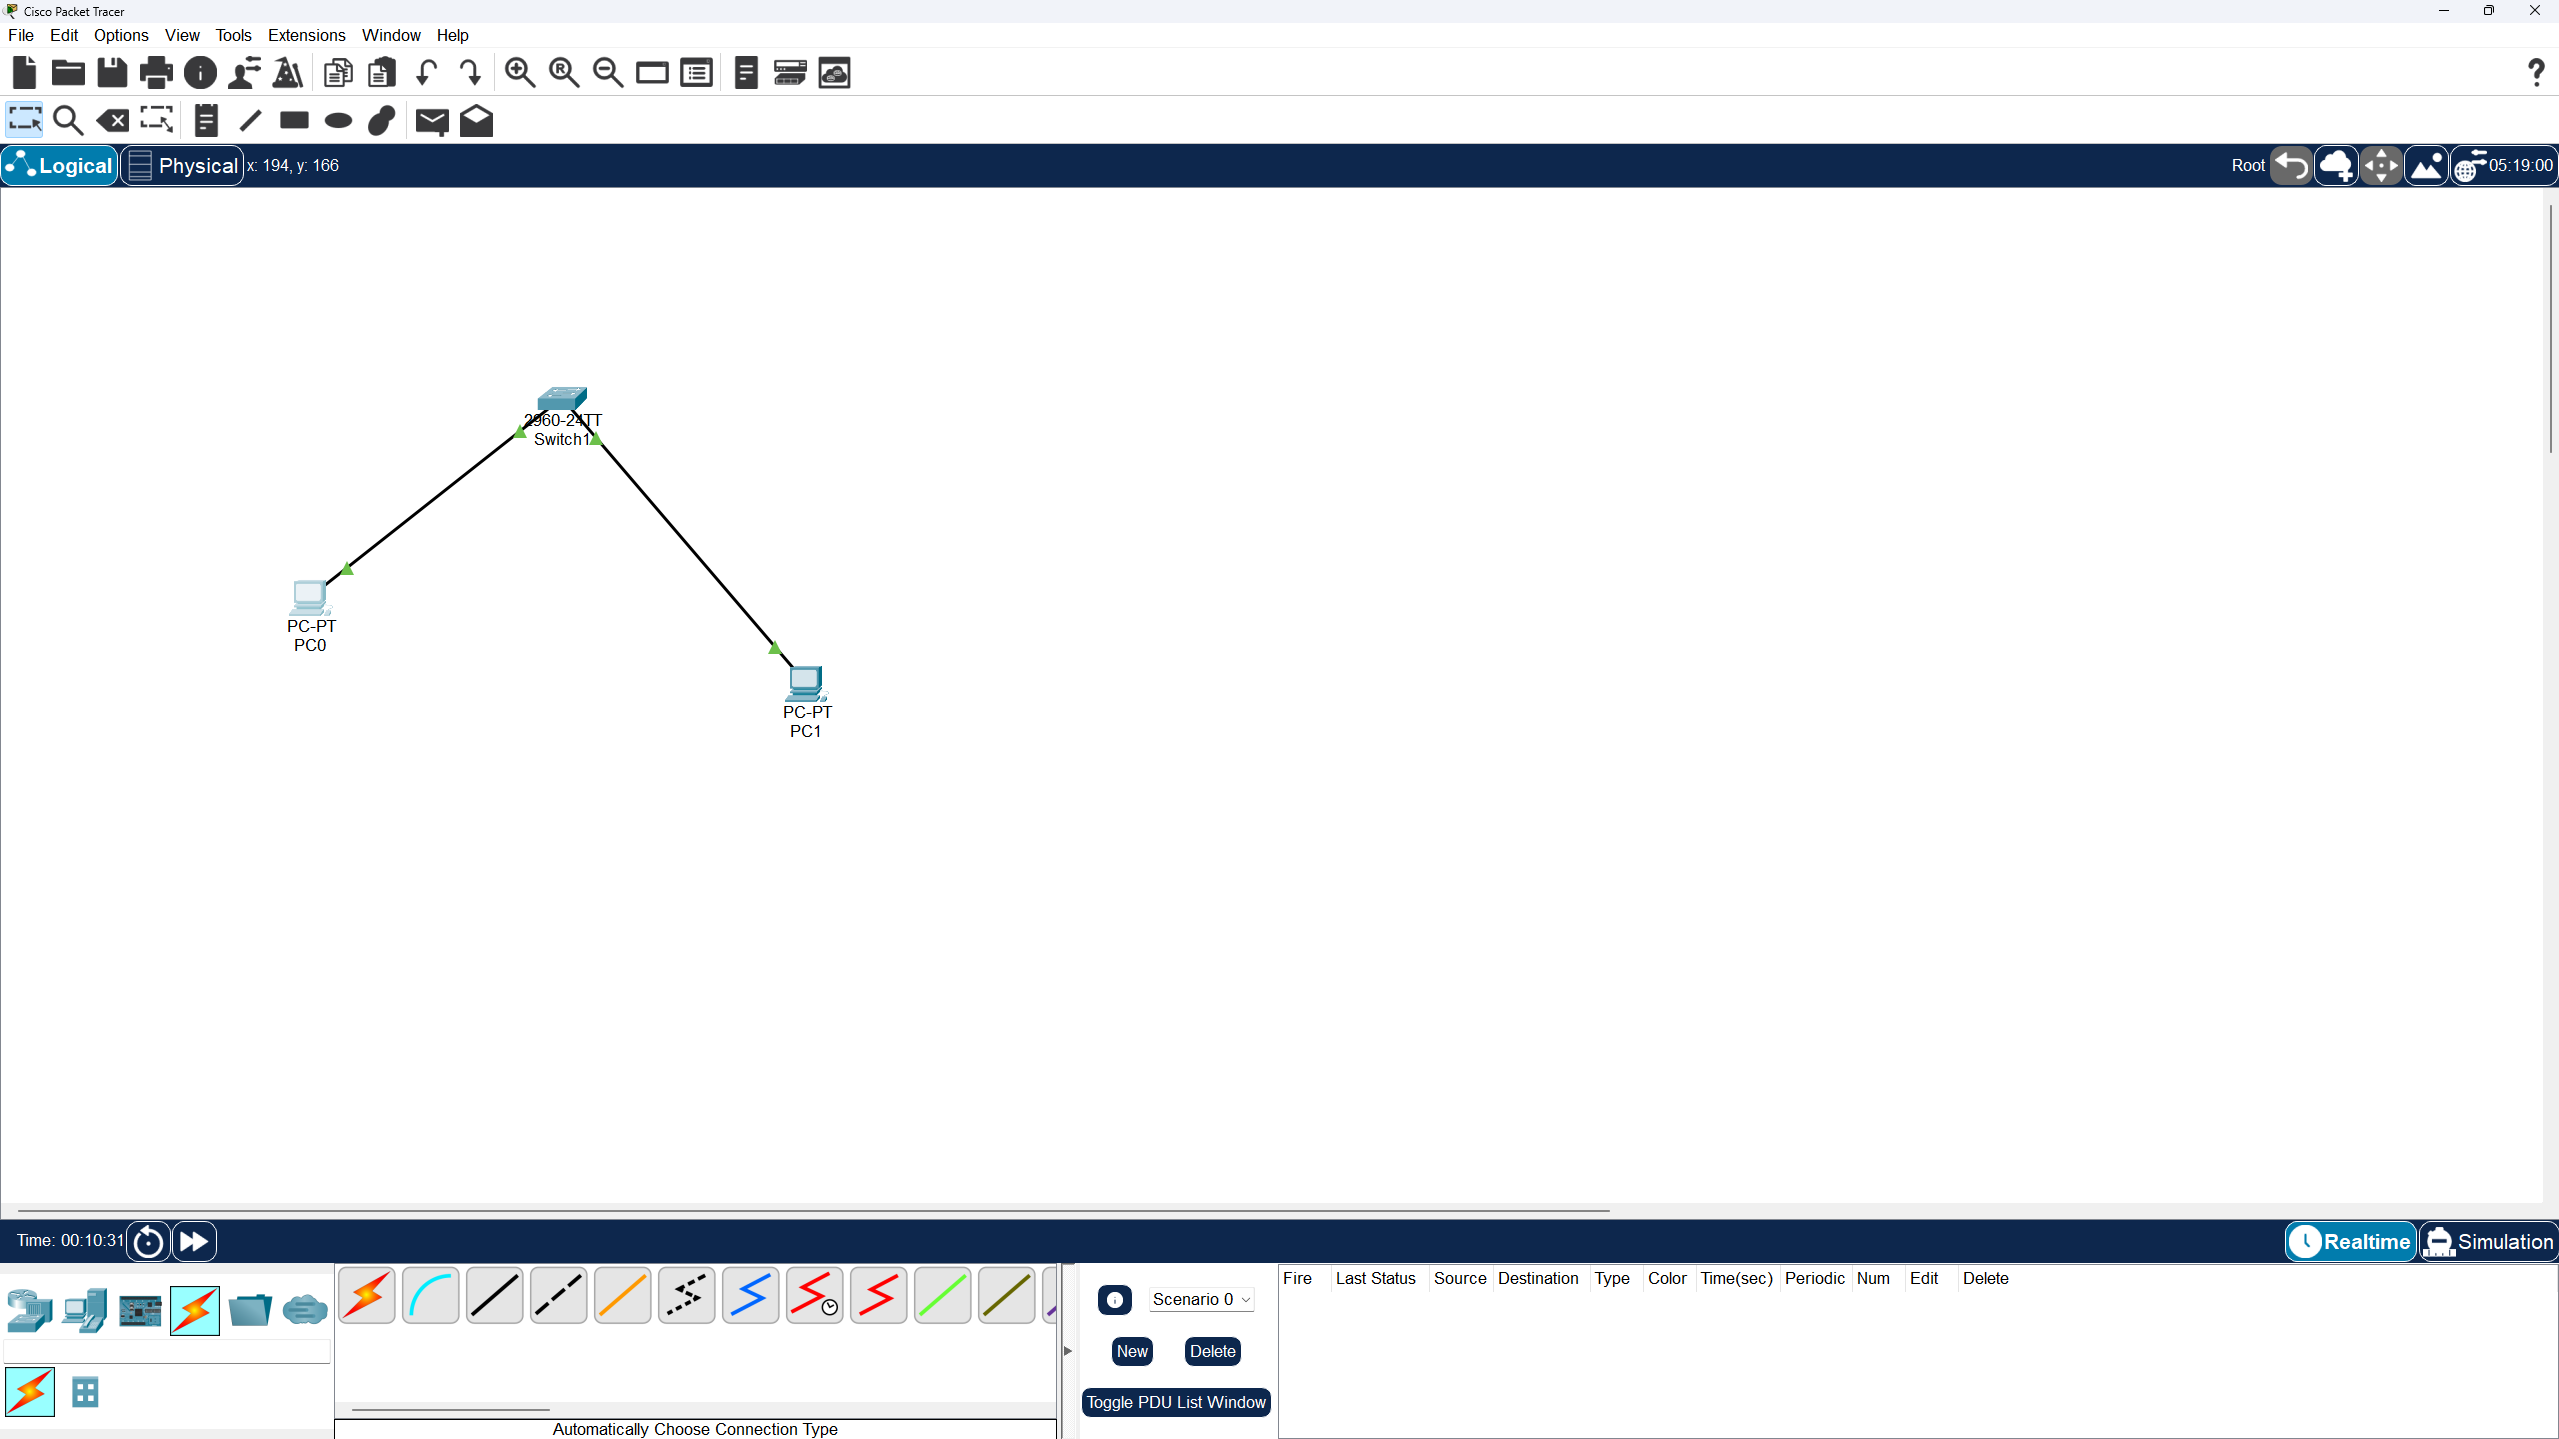 Cisco Packet Tracer
File Edit Options View Tools Extensions Window Help
Logical Physical x: 194, y: 166 Root 05:19:00
2960-24TT
Switch1
PC-PT
PC0
PC-PT
PC1
Time: 00:10:31 Realtime Simulation
Fire Last Status Source Destination Type Color Time(sec) Periodic Num Edit Delete
Scenario 0
New Delete
Toggle PDU List Window
Automatically Choose Connection Type